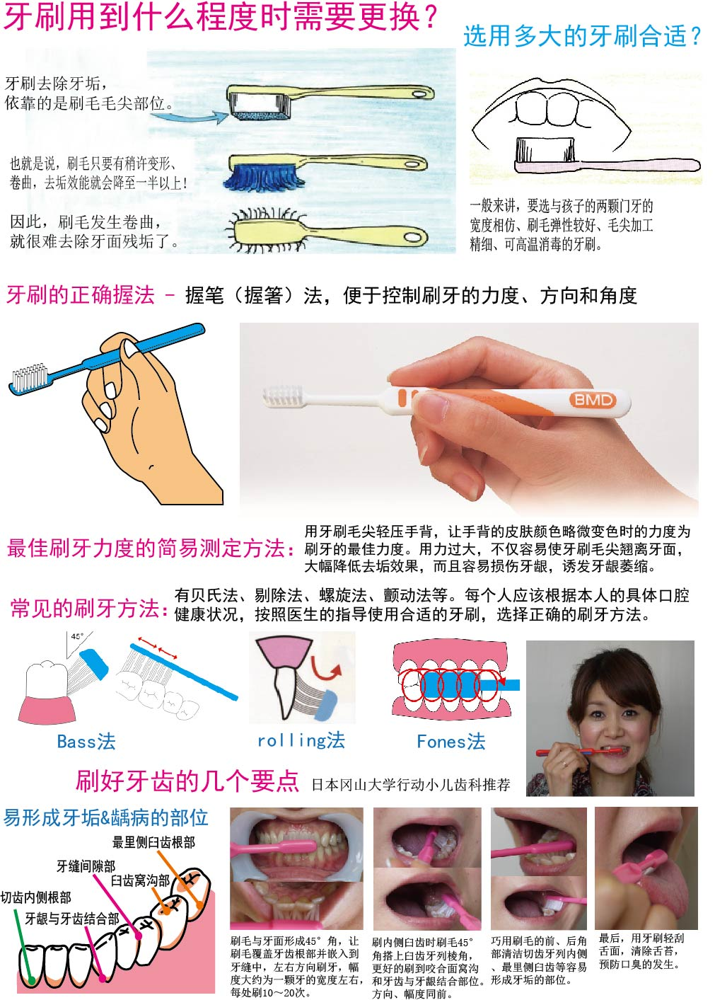 牙刷用到什么程度时需要更换？
选用多大的牙刷合适？
牙刷去除牙垢，
依靠的是刷毛毛尖部位。
也就是说，刷毛只要有稍许变形、
卷曲，去垢效能就会降至一半以上！
因此，刷毛发生卷曲，
就很难去除牙面残垢了。
一般来讲，要选与孩子的两颗门牙的
宽度相仿、刷毛弹性较好、毛尖加工
精细、可高温消毒的牙刷。
牙刷的正确握法 - 握笔（握箸）法，便于控制刷牙的力度、方向和角度
BMD
最佳刷牙力度的简易测定方法：
用牙刷毛尖轻压手背，让手背的皮肤颜色略微变色时的力度为
刷牙的最佳力度。用力过大，不仅容易使牙刷毛尖翘离牙面，
大幅降低去垢效果，而且容易损伤牙龈，诱发牙龈萎缩。
常见的刷牙方法：
有贝氏法、剔除法、螺旋法、颤动法等。每个人应该根据本人的具体口腔
健康状况，按照医生的指导使用合适的牙刷，选择正确的刷牙方法。
45°
Bass法
rolling法
Fones法
刷好牙齿的几个要点 日本冈山大学行动小儿齿科推荐
易形成牙垢&龋病的部位
最里侧臼齿根部
牙缝间隙部
臼齿窝沟部
切齿内侧根部
牙龈与牙齿结合部
刷毛与牙面形成45°角，让
刷毛覆盖牙齿根部并嵌入到
牙缝中，左右方向刷牙，幅
度大约为一颗牙的宽度左右，
每处刷10～20次。
刷内侧臼齿时刷毛45°
角搭上臼齿牙列棱角，
更好的刷到咬合面窝沟
和牙齿与牙龈结合部位。
方向、幅度同前。
巧用刷毛的前、后角
部清洁切齿牙列内侧
、最里侧臼齿等容易
形成牙垢的部位。
最后，用牙刷轻刮
舌面，清除舌苔，
预防口臭的发生。